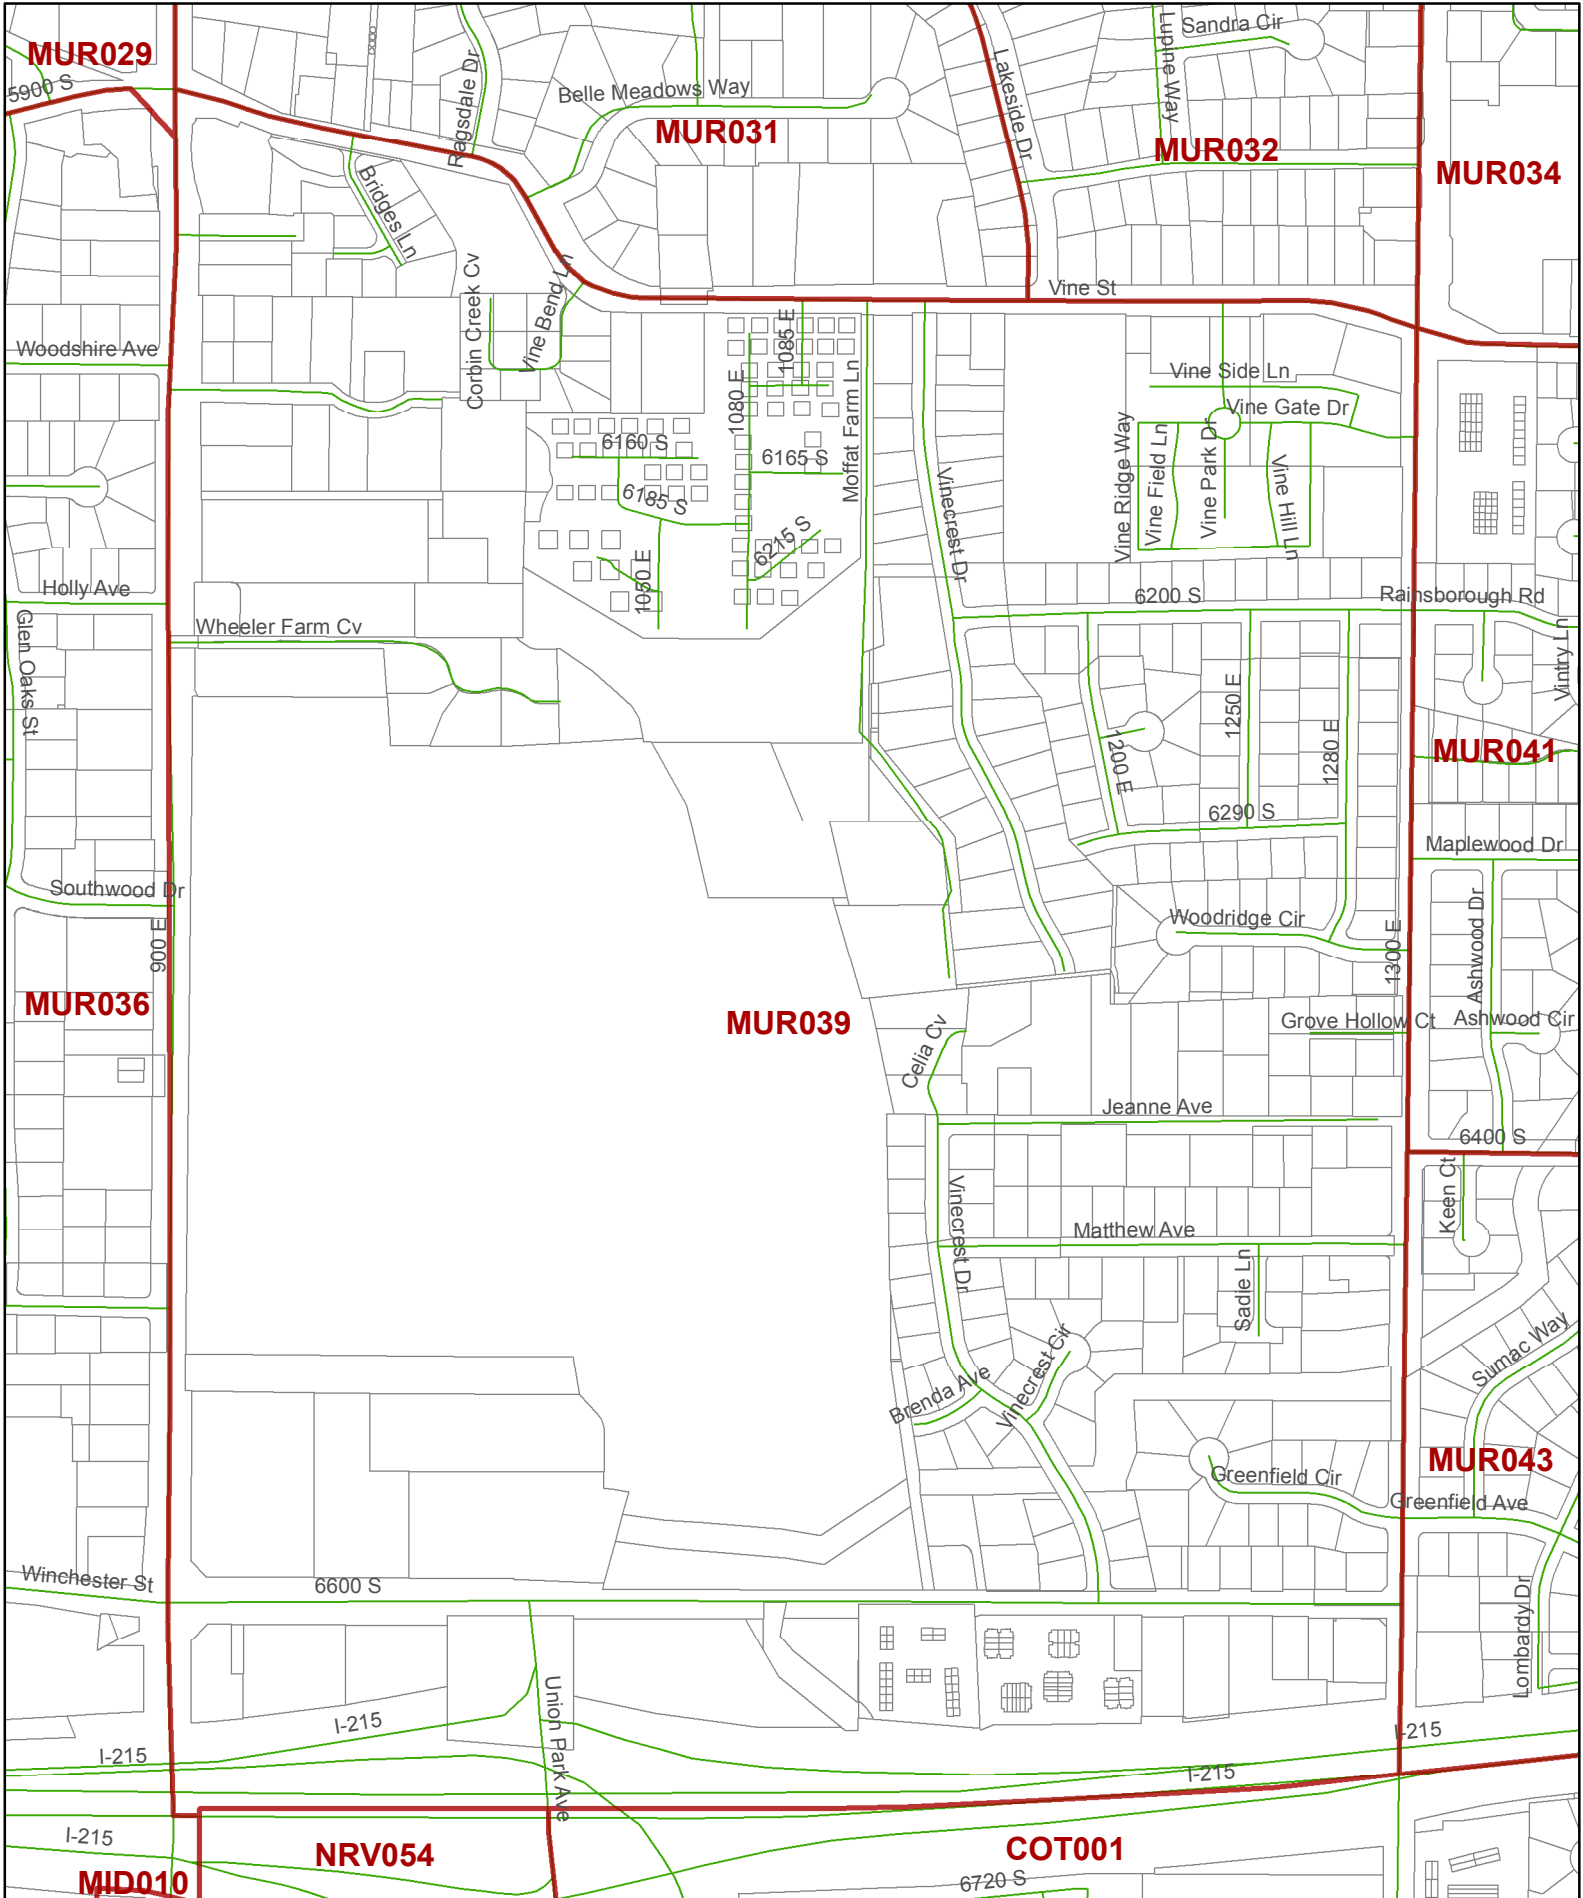 MUR029
5900 S
Ragsdale Dr
Belle Meadows Way
MUR031
Lakeside Dr
Lupine Way
Sandra Cir
MUR032
MUR034
Bridges Ln
Corbin Creek Cv
Vine Bend Ln
Vine St
Woodshire Ave
1085 E
1080 E
Moffat Farm Ln
Vine Side Ln
Vine Gate Dr
Vine Ridge Way
Vine Field Ln
Vine Park Dr
Vine Hill Ln
6160 S
6165 S
6185 S
6215 S
1050 E
Vinecrest Dr
Holly Ave
Glen Oaks St
Wheeler Farm Cv
6200 S
Rainsborough Rd
Vintry Ln
1200 E
1250 E
1280 E
MUR041
6290 S
Maplewood Dr
Southwood Dr
900 E
Woodridge Cir
1300 E
Ashwood Dr
MUR036
MUR039
Celia Cv
Grove Hollow Ct
Ashwood Cir
Jeanne Ave
6400 S
Keen Ct
Vinecrest Dr
Matthew Ave
Sadie Ln
Sumac Way
Brenda Ave
Vinecrest Cir
MUR043
Greenfield Cir
Greenfield Ave
Winchester St
6600 S
Lombardy Dr
Union Park Ave
I-215
I-215
I-215
I-215
I-215
NRV054
COT001
MID010
6720 S